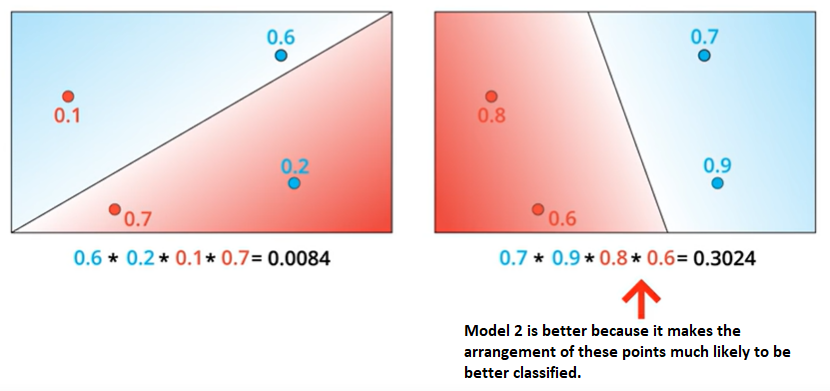 0.6
0.1
0.2
0.7
0.6 * 0.2 * 0.1 * 0.7 = 0.0084
0.7
0.8
0.9
0.6
0.7 * 0.9 * 0.8 * 0.6 = 0.3024
Model 2 is better because it makes the
arrangement of these points much likely to be
better classified.